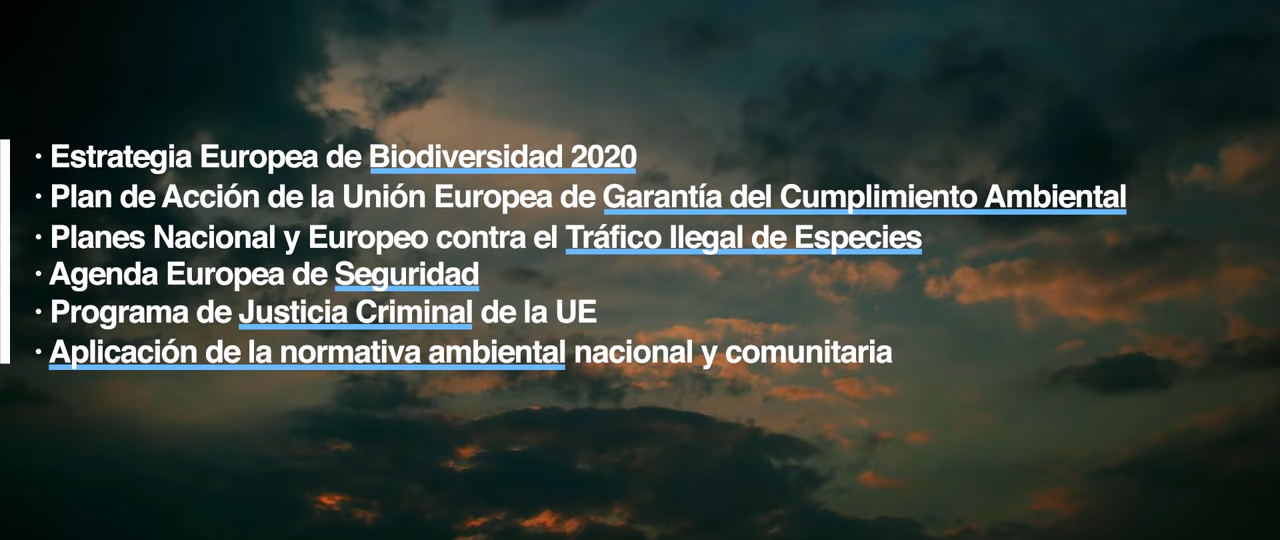 · Estrategia Europea de Biodiversidad 2020
· Plan de Acción de la Unión Europea de Garantía del Cumplimiento Ambiental
· Planes Nacional y Europeo contra el Tráfico Ilegal de Especies
· Agenda Europea de Seguridad
· Programa de Justicia Criminal de la UE
· Aplicación de la normativa ambiental nacional y comunitaria